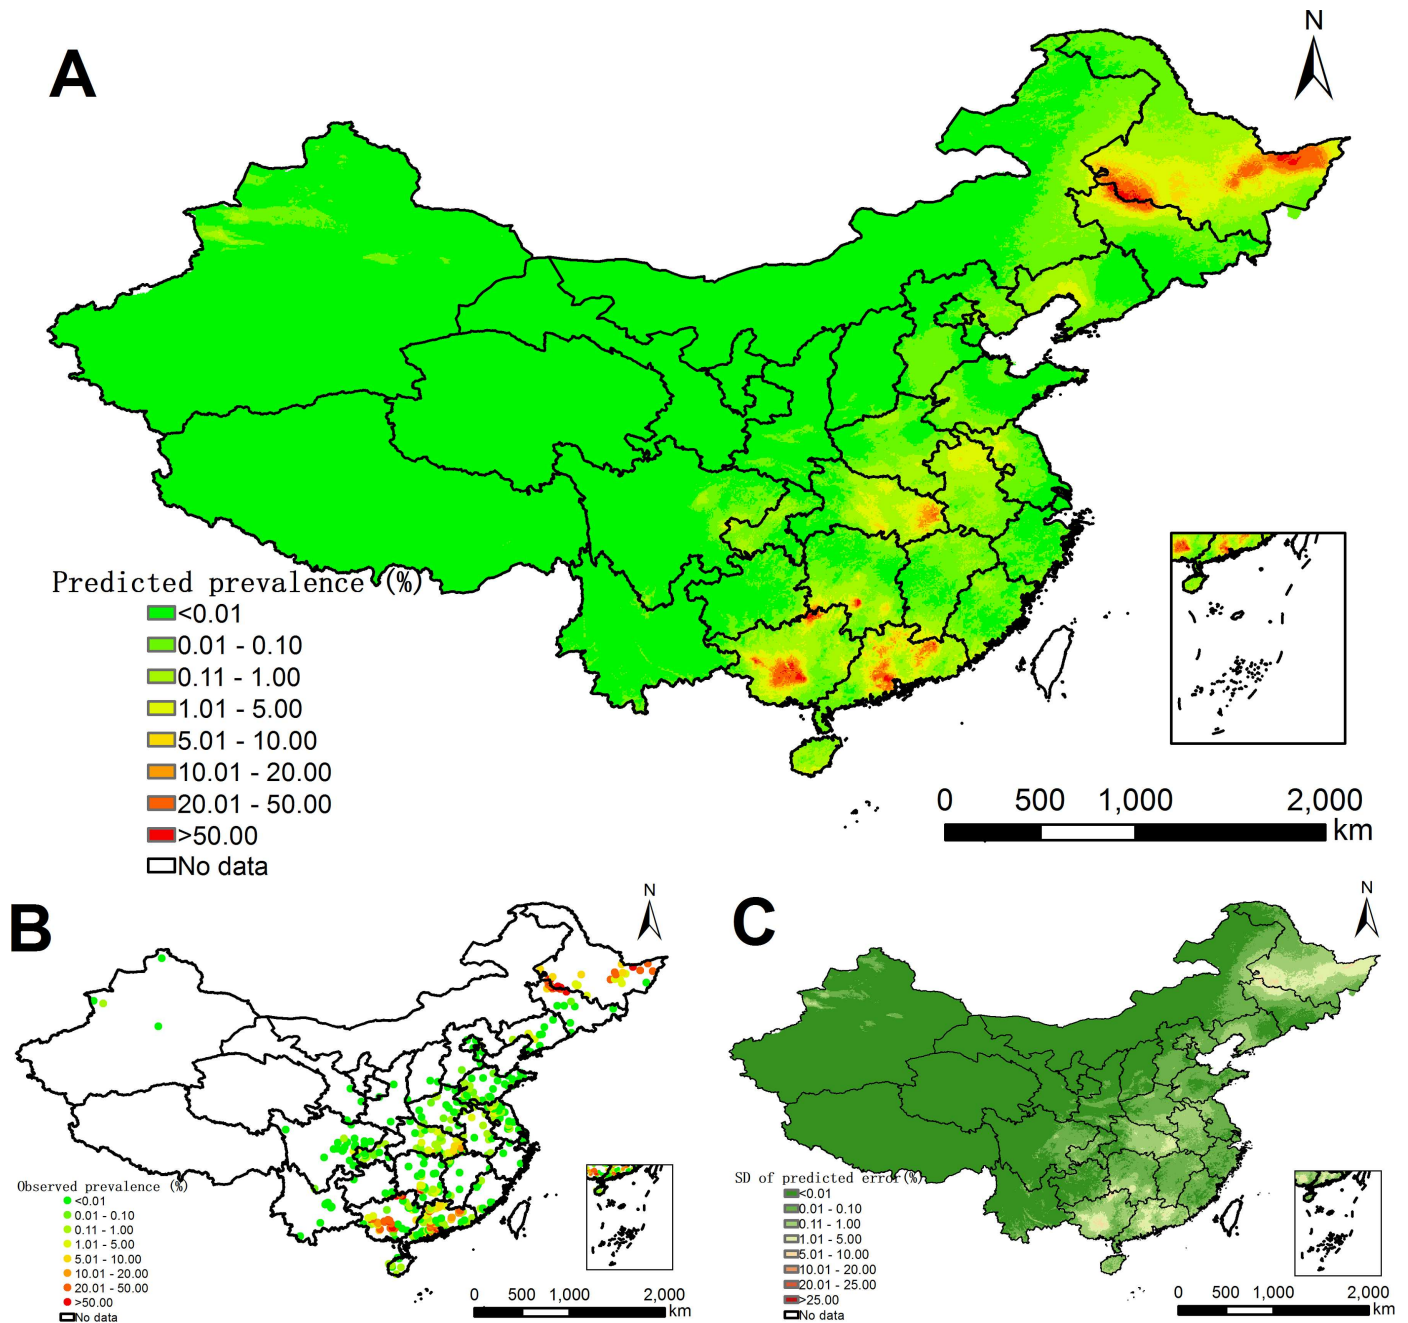 A
N
Predicted prevalence (%)
<0.01
0.01 - 0.10
0.11 - 1.00
1.01 - 5.00
5.01 - 10.00
10.01 - 20.00
20.01 - 50.00
>50.00
No data
0 500 1,000 2,000
km
B
N
Observed prevalence (%)
<0.01
0.01 - 0.10
0.11 - 1.00
1.01 - 5.00
5.01 - 10.00
10.01 - 20.00
20.01 - 50.00
>50.00
No data
0 500 1,000 2,000
km
C
N
SD of predicted error(%)
<0.01
0.01 - 0.10
0.11 - 1.00
1.01 - 5.00
5.01 - 10.00
10.01 - 20.00
20.01 - 25.00
>25.00
No data
0 500 1,000 2,000
km